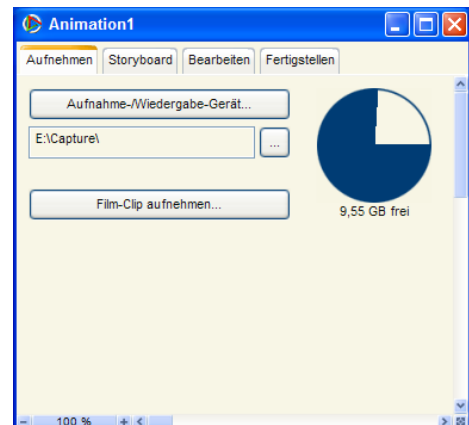 Animation1
Aufnehmen Storyboard Bearbeiten Fertigstellen
Aufnahme-/Wiedergabe-Gerät...
E:\Capture\ ...
Film-Clip aufnehmen...
9,55 GB frei
100 %